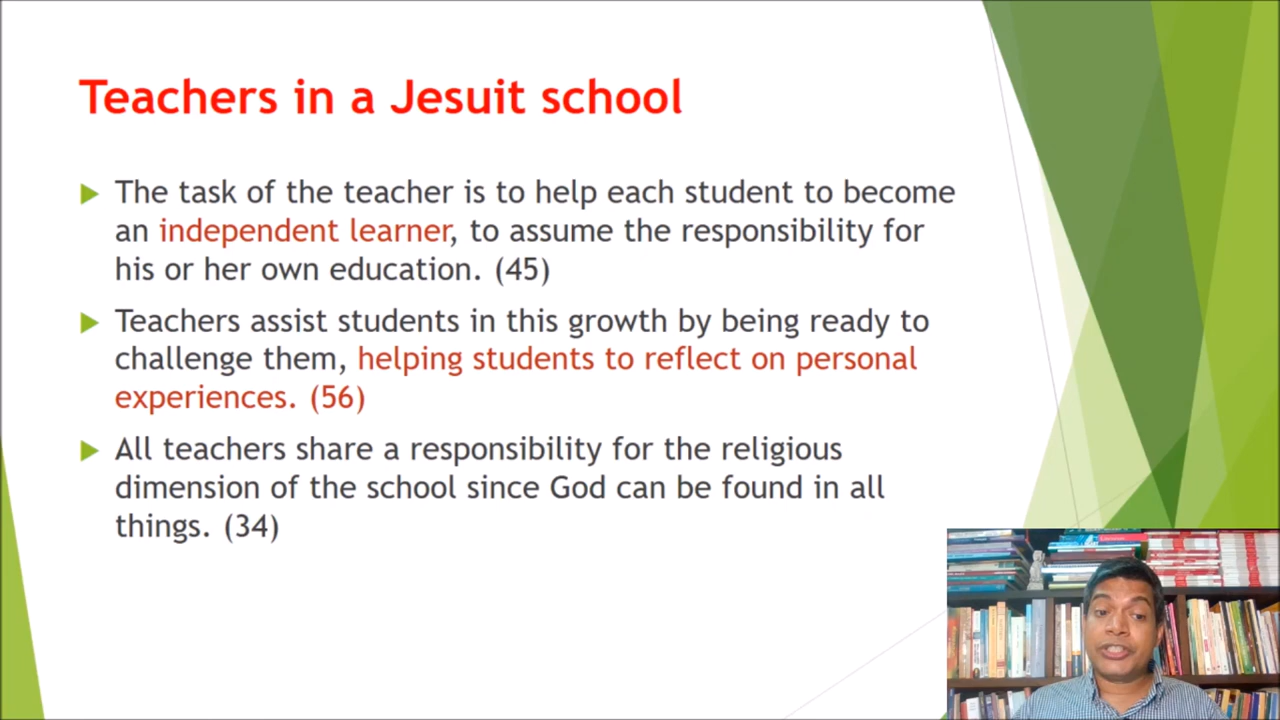 Teachers in a Jesuit school
The task of the teacher is to help each student to become
an independent learner, to assume the responsibility for
his or her own education. (45)
Teachers assist students in this growth by being ready to
challenge them, helping students to reflect on personal
experiences. (56)
All teachers share a responsibility for the religious
dimension of the school since God can be found in all
things. (34)